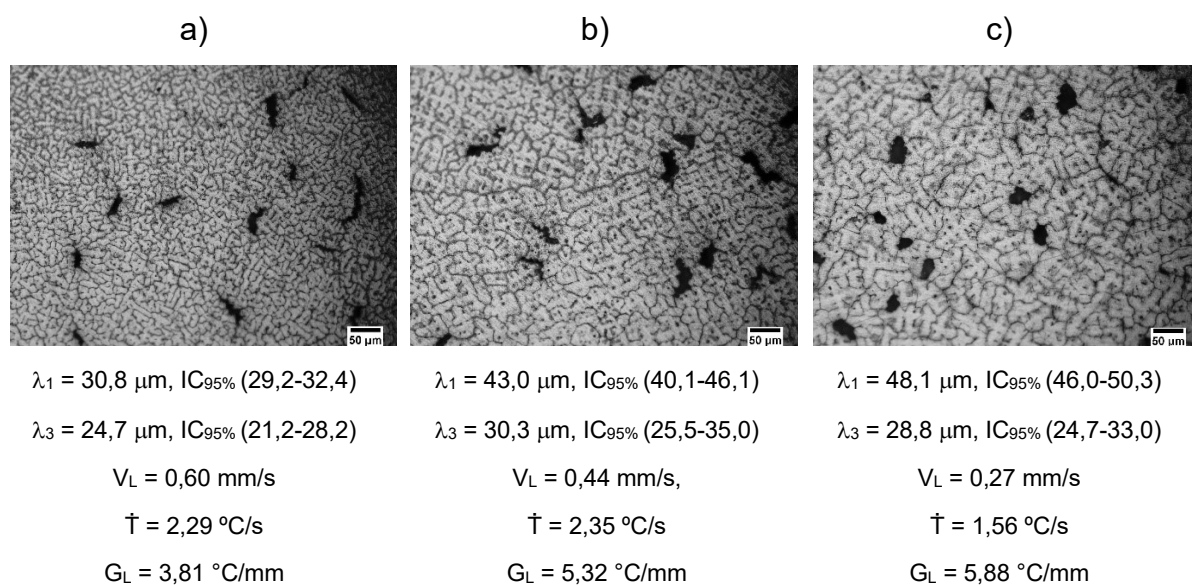 a)
b)
c)
50 µm
50 µm
50 µm
λ1 = 30,8 μm, IC95% (29,2-32,4)
λ1 = 43,0 μm, IC95% (40,1-46,1)
λ1 = 48,1 μm, IC95% (46,0-50,3)
λ3 = 24,7 μm, IC95% (21,2-28,2)
λ3 = 30,3 μm, IC95% (25,5-35,0)
λ3 = 28,8 μm, IC95% (24,7-33,0)
VL = 0,60 mm/s
VL = 0,44 mm/s,
VL = 0,27 mm/s
Ṫ = 2,29 ºC/s
Ṫ = 2,35 ºC/s
Ṫ = 1,56 ºC/s
GL = 3,81 °C/mm
GL = 5,32 °C/mm
GL = 5,88 °C/mm